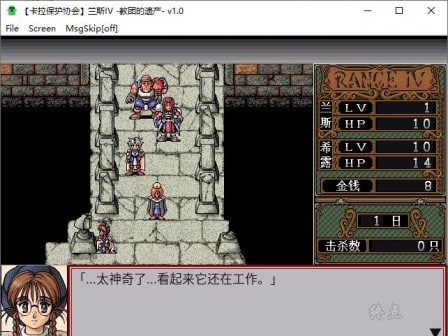 【卡拉保护协会】兰斯IV -教团的遗产- v1.0
File Screen MsgSkip[off]
RANCE IV
兰斯 LV 1
HP 10
希露 LV 10
HP 14
金钱 8
1 日
击杀数 0 只
「...太神奇了...看起来它还在工作。」
终点